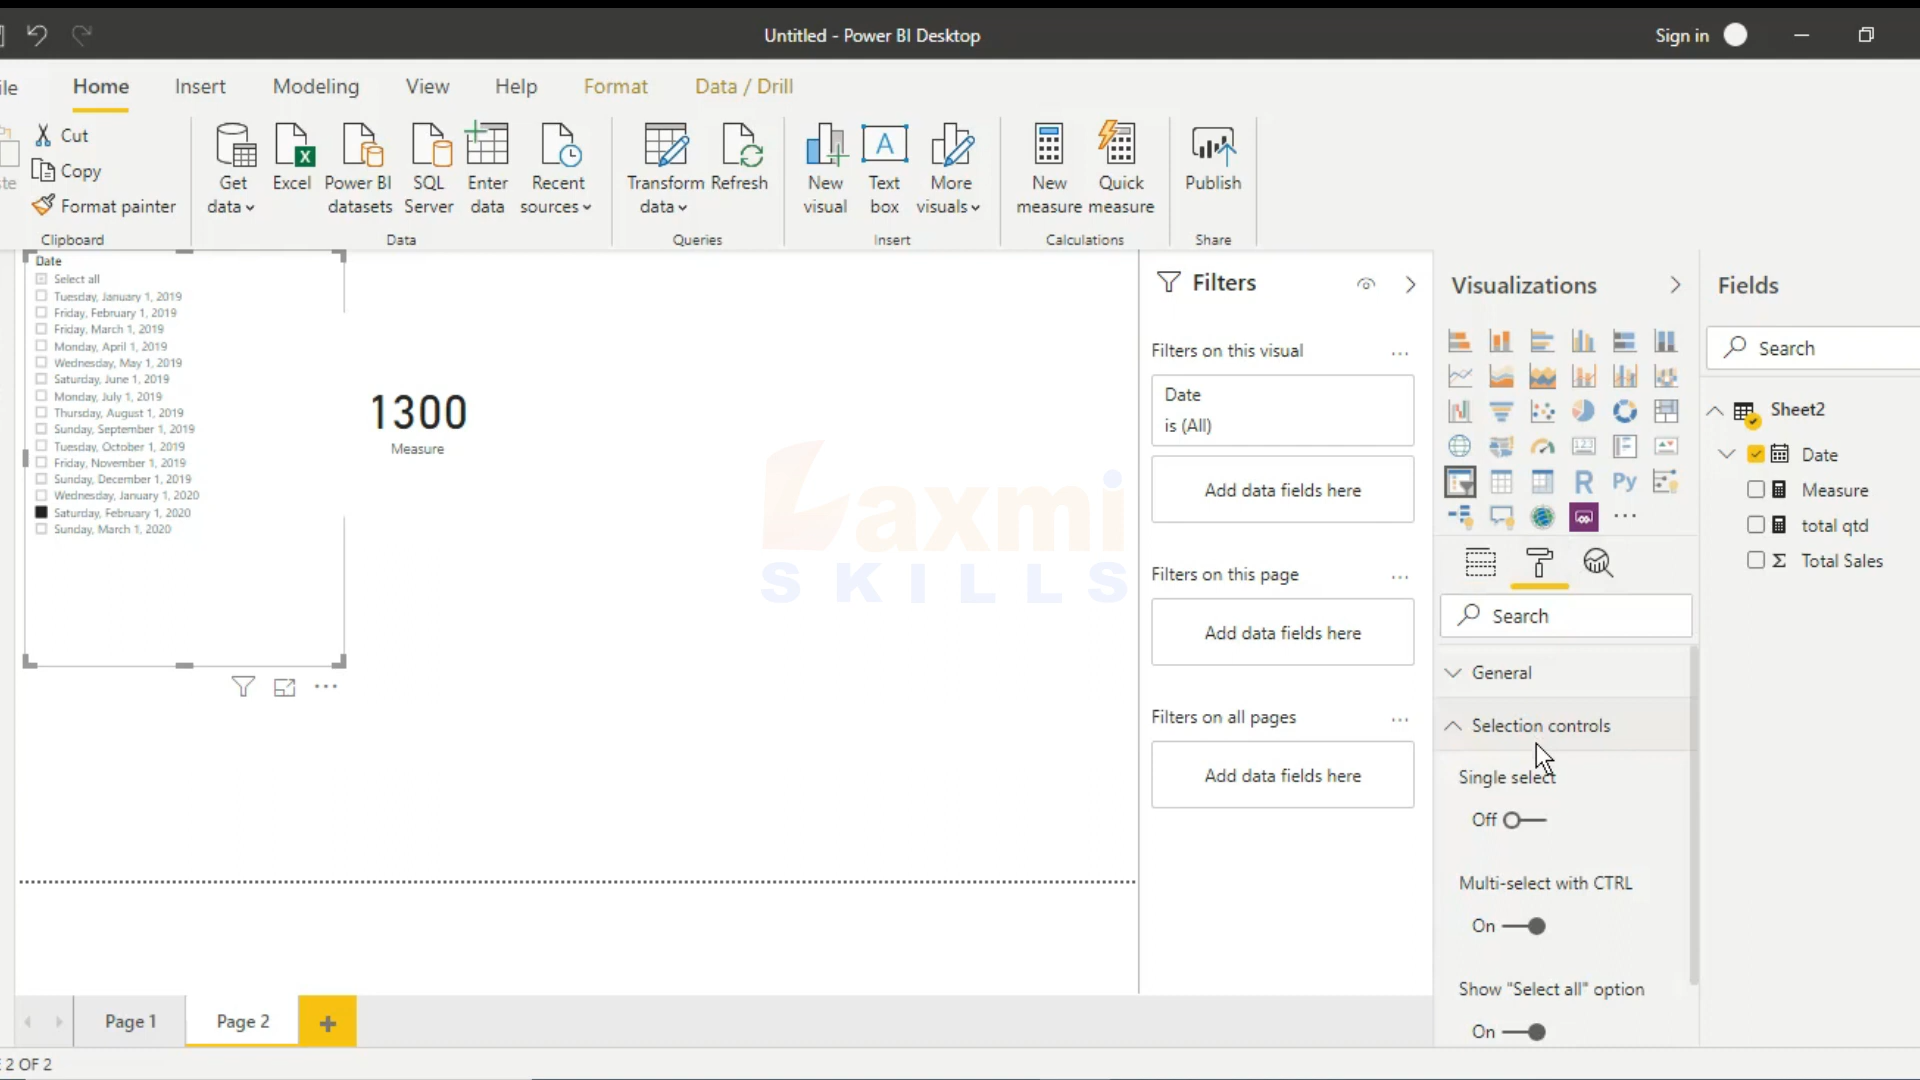 Untitled - Power BI Desktop
Sign in
ile
Home
Insert
Modeling
View
Help
Format
Data / Drill
Cut
Copy
Format painter
te
Clipboard
Get data
Excel
Power BI datasets
SQL Server
Enter data
Recent sources
Data
Transform data
Refresh
Queries
New visual
Text box
More visuals
Insert
New measure
Quick measure
Calculations
Publish
Share
Date
Select all
Tuesday, January 1, 2019
Friday, February 1, 2019
Friday, March 1, 2019
Monday, April 1, 2019
Wednesday, May 1, 2019
Saturday, June 1, 2019
Monday, July 1, 2019
Thursday, August 1, 2019
Sunday, September 1, 2019
Tuesday, October 1, 2019
Friday, November 1, 2019
Sunday, December 1, 2019
Wednesday, January 1, 2020
Saturday, February 1, 2020
Sunday, March 1, 2020
1300
Measure
Laxmi
SKILLS
Filters
Filters on this visual
Date
is (All)
Add data fields here
Filters on this page
Add data fields here
Filters on all pages
Add data fields here
Visualizations
R
Py
Search
General
Selection controls
Single select
Off
Multi-select with CTRL
On
Show "Select all" option
On
Fields
Search
Sheet2
Date
Measure
total qtd
Total Sales
Page 1
Page 2
2 OF 2